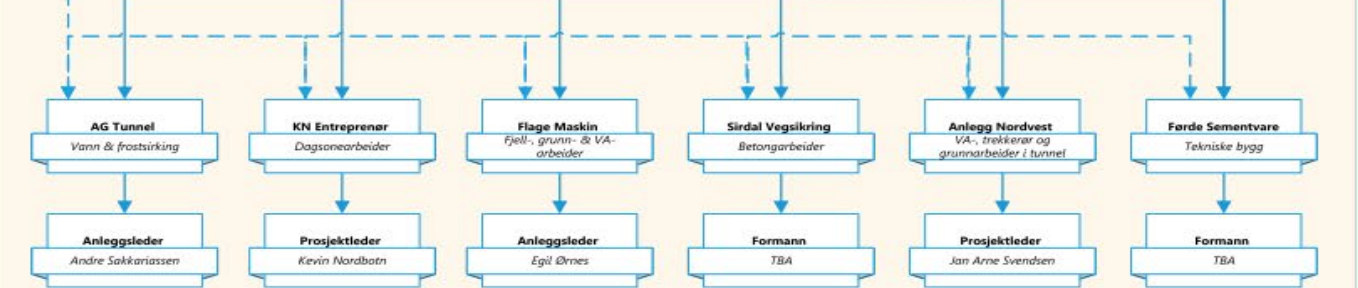 AG Tunnel
Vann & frostsirking
KN Entreprenør
Dagsonearbeider
Flage Maskin
Fjell-, grunn- & VA-
arbeider
Sirdal Vegsikring
Betongarbeider
Anlegg Nordvest
VA-, trekkerør og
grunnarbeider i tunnel
Førde Sementvare
Tekniske bygg
Anleggsleder
Andre Sakkariassen
Prosjektleder
Kevin Nordbotn
Anleggsleder
Egil Ørnes
Formann
TBA
Prosjektleder
Jan Arne Svendsen
Formann
TBA